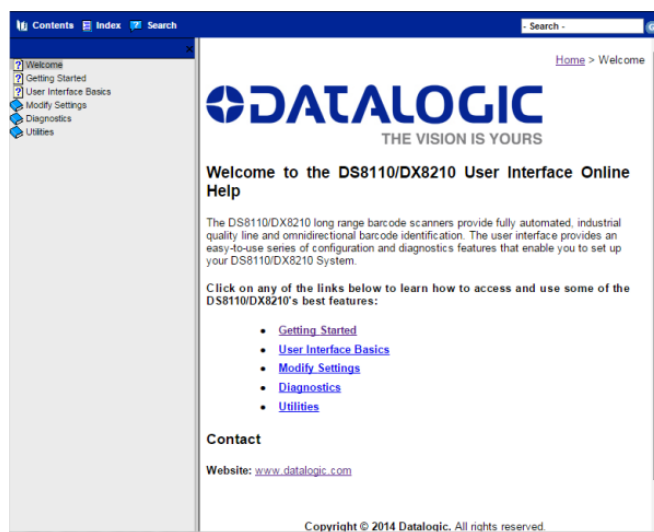 Contents Index Search
- Search -
Welcome
Getting Started
User Interface Basics
Modify Settings
Diagnostics
Utilities
Home > Welcome
DATALOGIC
THE VISION IS YOURS
Welcome to the DS8110/DX8210 User Interface Online
Help
The DS8110/DX8210 long range barcode scanners provide fully automated, industrial
quality line and omnidirectional barcode identification. The user interface provides an
easy-to-use series of configuration and diagnostics features that enable you to set up
your DS8110/DX8210 System.
Click on any of the links below to learn how to access and use some of the
DS8110/DX8210's best features:
• Getting Started
• User Interface Basics
• Modify Settings
• Diagnostics
• Utilities
Contact
Website: www.datalogic.com
Copyright © 2014 Datalogic. All rights reserved.